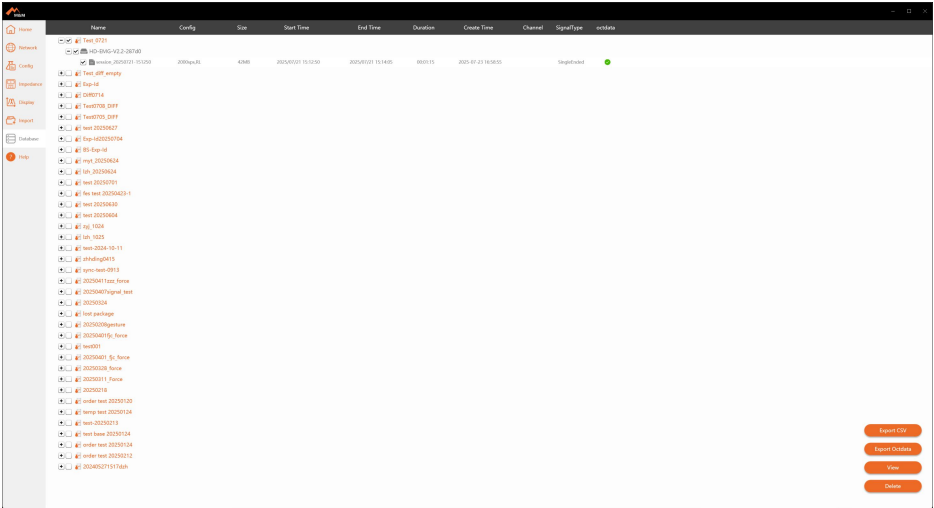 M&M
Name Config Size Start Time End Time Duration Create Time Channel SignalType octdata
Home
Network
Config
Impedance
Display
Import
Database
Help
Test_0721
HD-EMG-V2.2-287d0
session_20250721-151250 2000sps,SE 42MB 2025/07/21 15:12:50 2025/07/21 15:14:05 00:01:15 2025-07-23 16:58:55 SingleEnded
Test_diff_empty
Exp-Id
Diff0714
Test0708_DIFF
Test0705_DIFF
test 20250627
Exp-Id20250704
BS-Exp-Id
myt_20250624
lzh_20250624
test 20250701
fes test 20250423-1
test 20250630
test 20250604
zyj_1024
lzh_1025
test-2024-10-11
zhhding0415
sync-test-0913
20250411zzz_force
20250407signal_test
20250324
lost package
20250208gesture
20250401fjc_force
test001
20250401_fjc_force
20250328_force
20250311_Force
20250218
order test 20250120
temp test 20250124
test-20250213
test base 20250124
order test 20250124
order test 20250212
202405271517dzh
Export CSV
Export Octdata
View
Delete